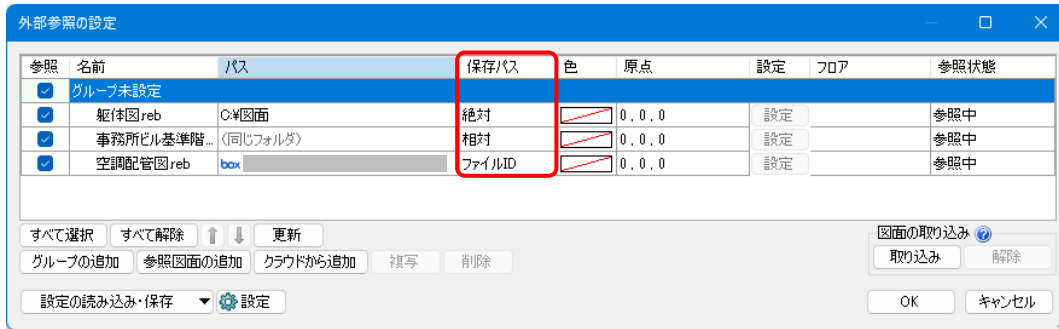 外部参照の設定
参照 名前 パス 保存パス 色 原点 設定 フロア 参照状態
グループ未設定
躯体図.reb C:¥図面 絶対 0, 0, 0 設定 参照中
事務所ビル基準階... (同じフォルダ) 相対 0, 0, 0 設定 参照中
空調配管図.reb box ファイルID 0, 0, 0 設定 参照中
すべて選択 すべて解除 更新 図面の取り込み
グループの追加 参照図面の追加 クラウドから追加 複写 削除 取り込み 解除
設定の読み込み・保存 設定 OK キャンセル